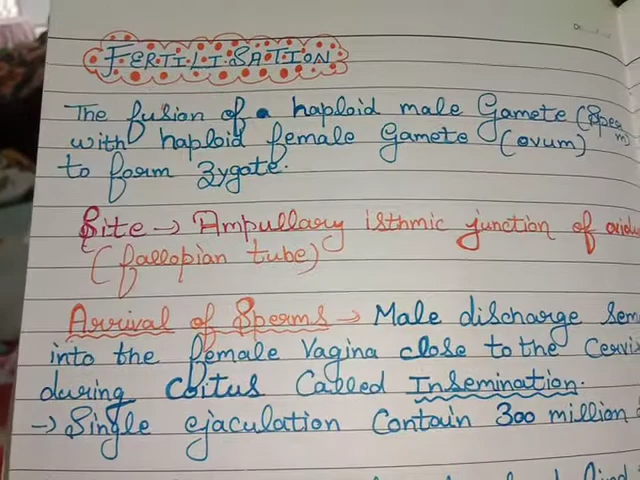 FERTILISATION
The fusion of a haploid male Gamete (Sperm)
with haploid female Gamete (ovum)
to form Zygate.
Site → Ampullary isthmic junction of
(fallopian tube)
Arrival of Sperms → Male discharge
into the female Vagina close to the
during Coitus Called Insemination.
→ Single ejaculation Contain 300 million